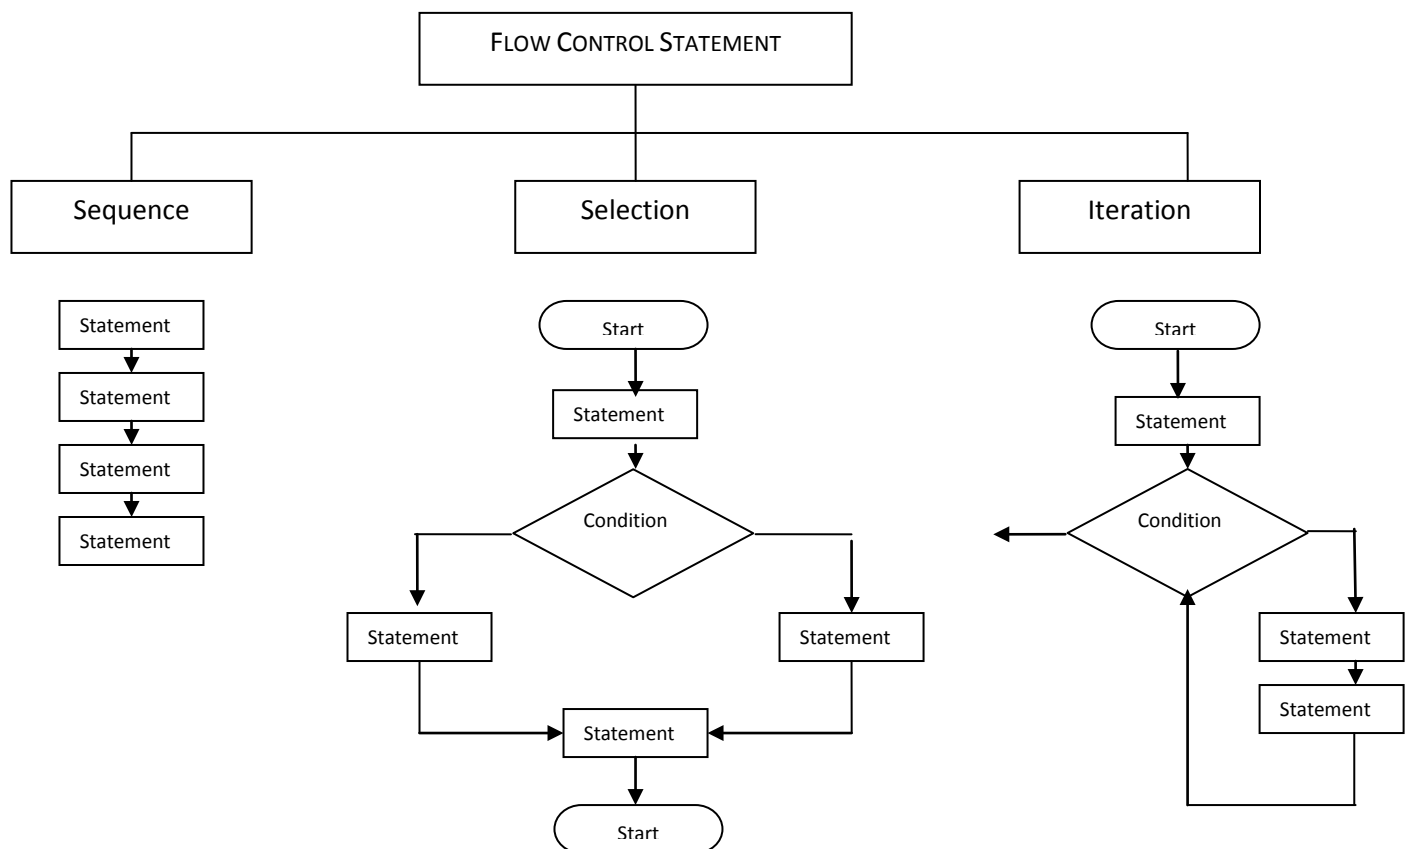 FLOW CONTROL STATEMENT
Sequence
Selection
Iteration
Statement
Statement
Statement
Statement
Start
Statement
Condition
Statement
Statement
Statement
Start
Start
Statement
Condition
Statement
Statement